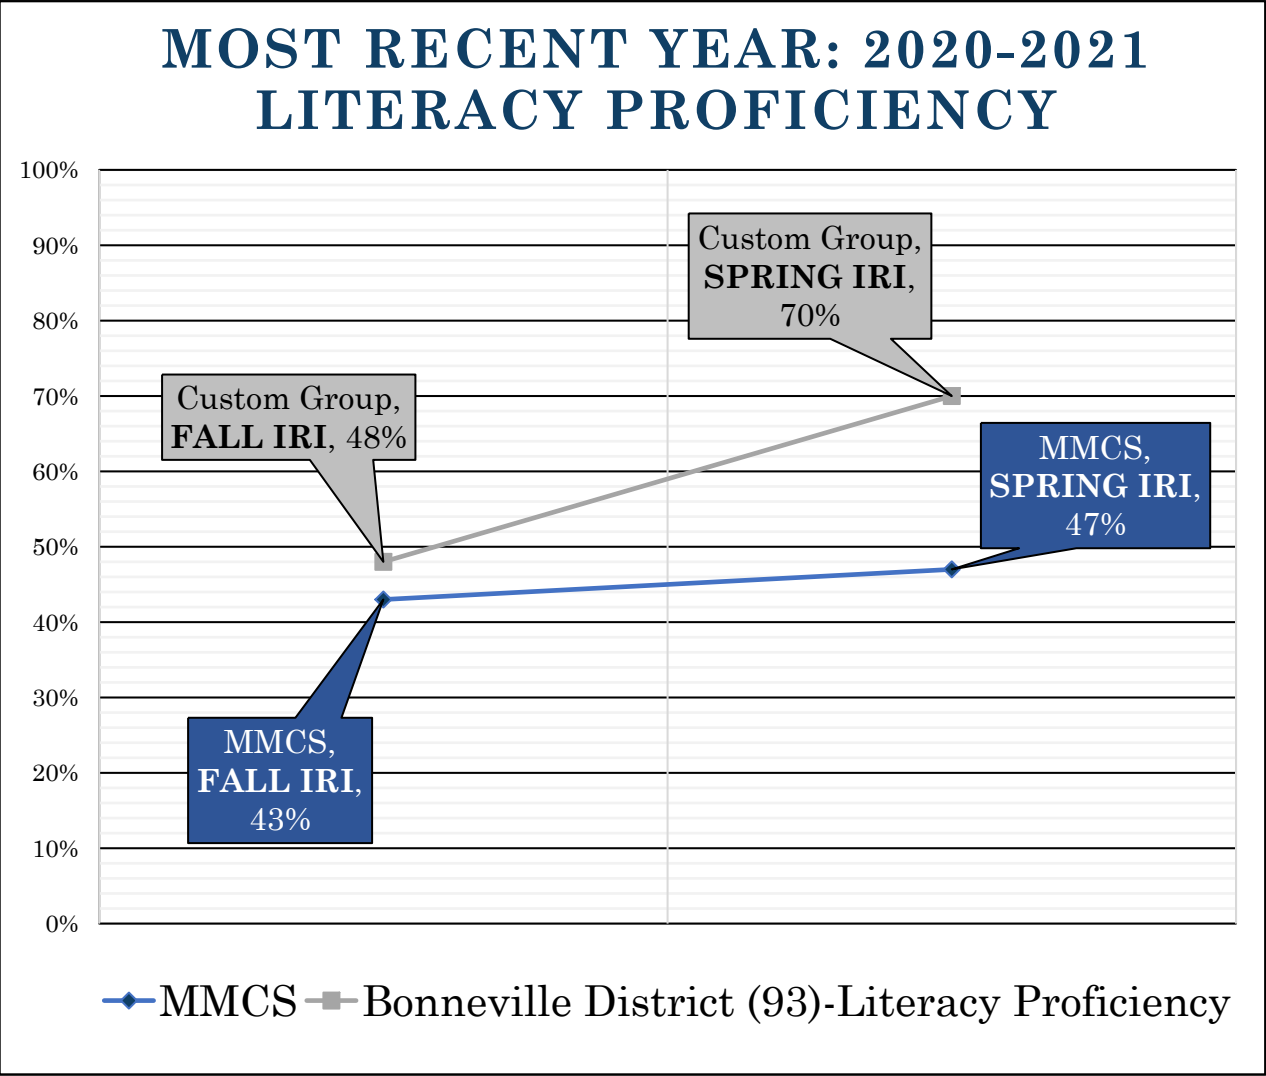 MOST RECENT YEAR: 2020-2021
LITERACY PROFICIENCY
100%
90%
80%
70%
60%
50%
40%
30%
20%
10%
0%
Custom Group,
SPRING IRI,
70%
Custom Group,
FALL IRI, 48%
MMCS,
SPRING IRI,
47%
MMCS,
FALL IRI,
43%
MMCS
Bonneville District (93)-Literacy Proficiency